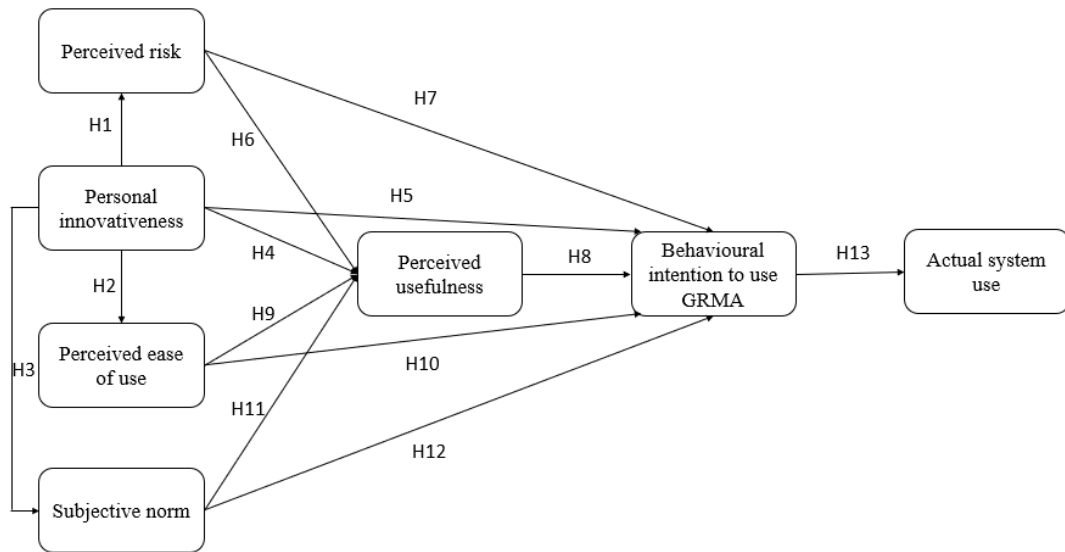 Perceived risk
H7
H1
H6
Personal
innovativeness
H5
H4
Perceived
usefulness
H8
Behavioural
intention to use
GRMA
H13
Actual system
use
H2
H9
Perceived ease
of use
H3
H10
H11
H12
Subjective norm